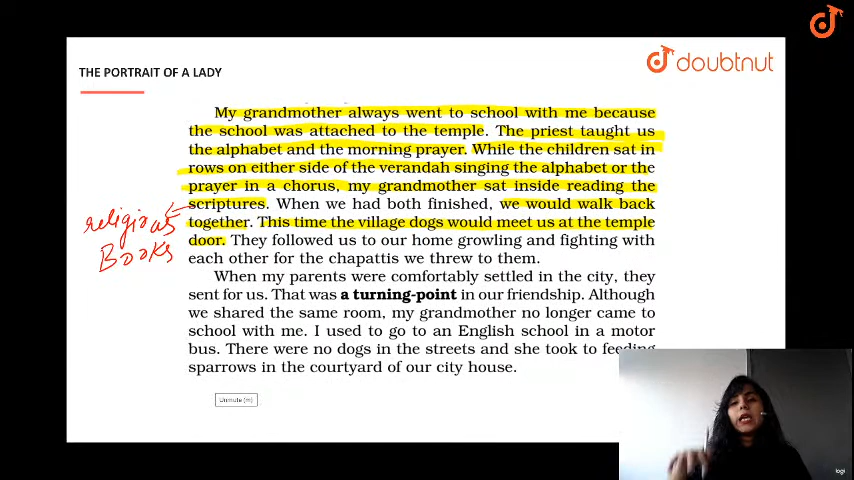 THE PORTRAIT OF A LADY
doubtnut
My grandmother always went to school with me because
the school was attached to the temple. The priest taught us
the alphabet and the morning prayer. While the children sat in
rows on either side of the verandah singing the alphabet or the
prayer in a chorus, my grandmother sat inside reading the
scriptures. When we had both finished, we would walk back
together. This time the village dogs would meet us at the temple
door. They followed us to our home growling and fighting with
each other for the chapattis we threw to them.
religious
Books
When my parents were comfortably settled in the city, they
sent for us. That was a turning-point in our friendship. Although
we shared the same room, my grandmother no longer came to
school with me. I used to go to an English school in a motor
bus. There were no dogs in the streets and she took to feeding
sparrows in the courtyard of our city house.
Unmute (m)
logi